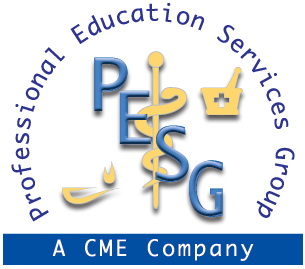 Professional Education Services Group
PESG
A CME Company